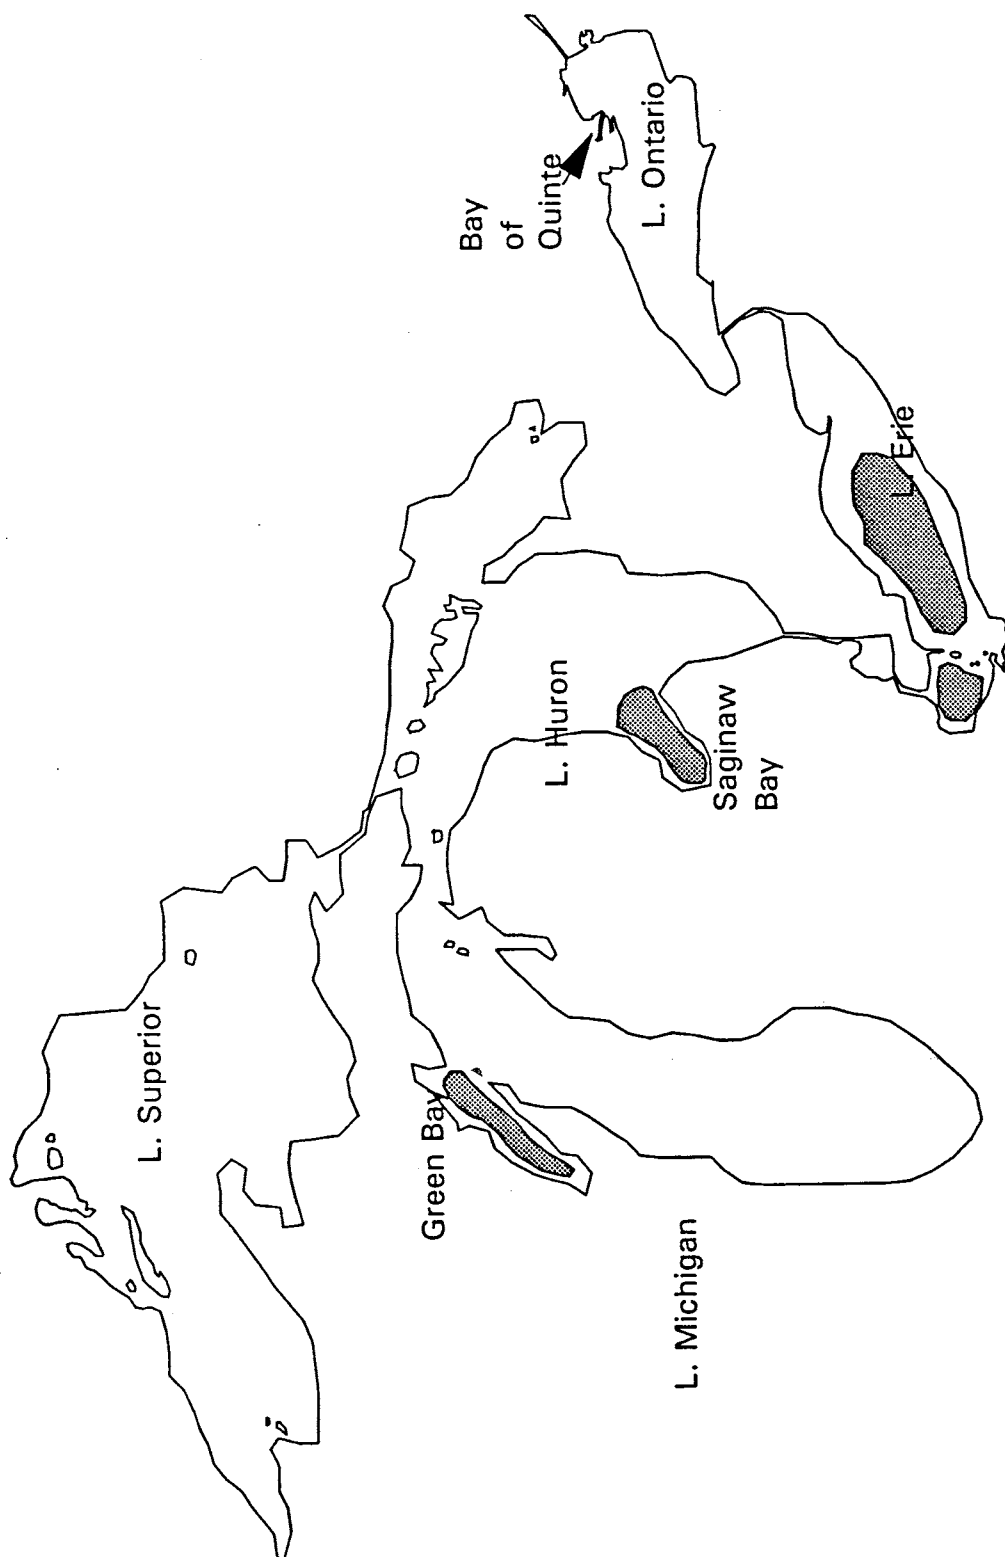 L. Superior
Green Bay
L. Michigan
L. Huron
Saginaw
Bay
Bay
of
Quinte
L. Ontario
L. Erie